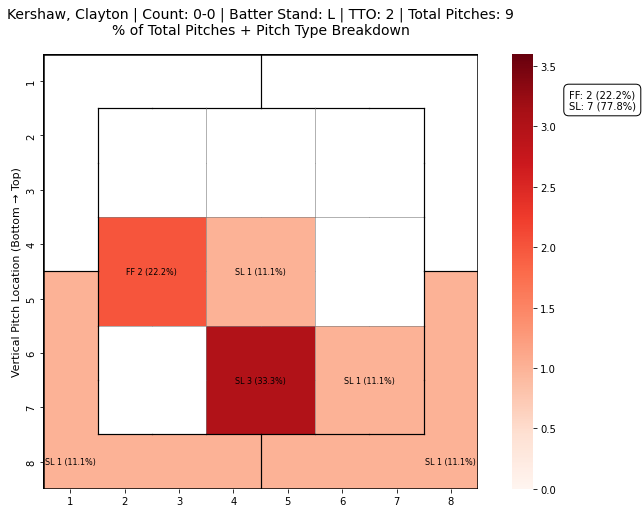 Kershaw, Clayton | Count: 0-0 | Batter Stand: L | TTO: 2 | Total Pitches: 9
% of Total Pitches + Pitch Type Breakdown
FF: 2 (22.2%)
SL: 7 (77.8%)
Vertical Pitch Location (Bottom → Top)
1
2
3
4
5
6
7
8
FF 2 (22.2%)
SL 1 (11.1%)
SL 3 (33.3%)
SL 1 (11.1%)
SL 1 (11.1%)
SL 1 (11.1%)
1
2
3
4
5
6
7
8
3.5
3.0
2.5
2.0
1.5
1.0
0.5
0.0